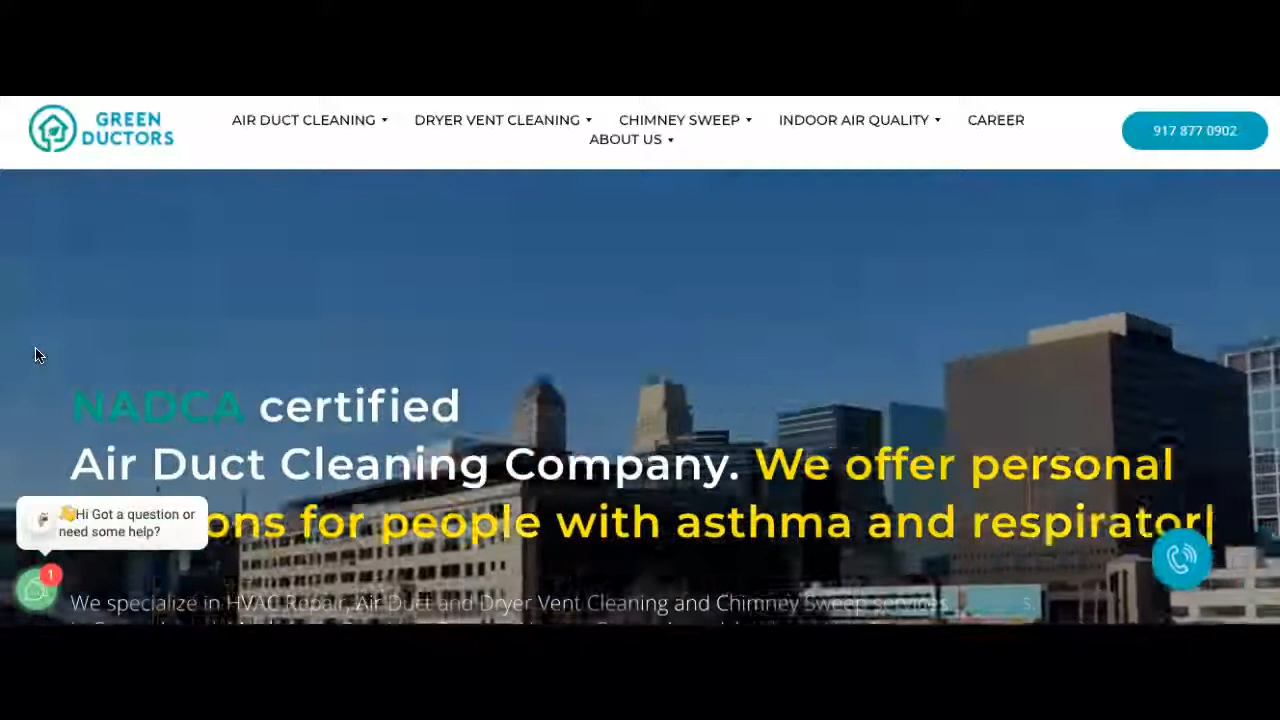 GREEN
DUCTORS
AIR DUCT CLEANING
DRYER VENT CLEANING
CHIMNEY SWEEP
INDOOR AIR QUALITY
CAREER
ABOUT US
917 877 0902
NADCA certified
Air Duct Cleaning Company. We offer personal
ons for people with asthma and respirator|
👋Hi Got a question or
need some help?
1
We specialize in HVAC Repair, Air Duct and Dryer Vent Cleaning and Chimney Sweep services